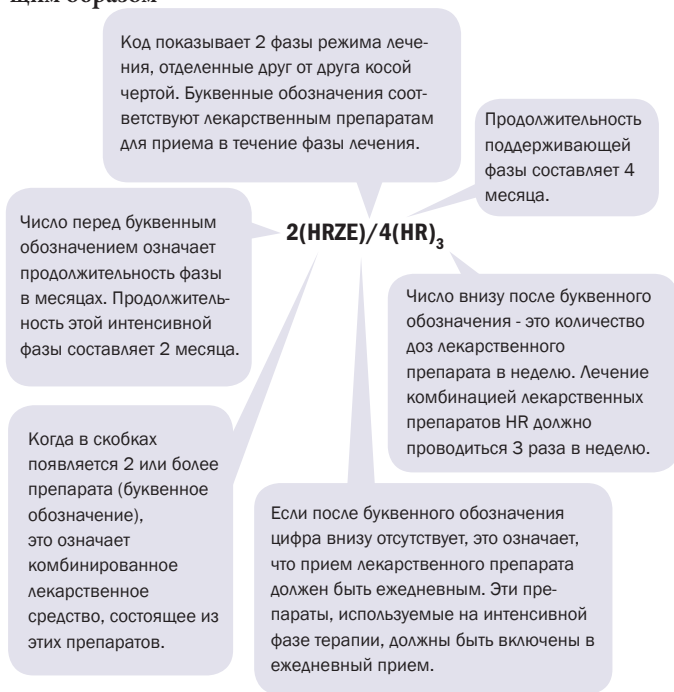 щим образом
Код показывает 2 фазы режима лече-
ния, отделенные друг от друга косой
чертой. Буквенные обозначения соот-
ветствуют лекарственным препаратам
для приема в течение фазы лечения.
Продолжительность
поддерживающей
фазы составляет 4
месяца.
Число перед буквенным
обозначением означает
продолжительность фазы
в месяцах. Продолжитель-
ность этой интенсивной
фазы составляет 2 месяца.
2(HRZE)/4(HR)3
Число внизу после буквенного
обозначения - это количество
доз лекарственного
препарата в неделю. Лечение
комбинацией лекарственных
препаратов HR должно
проводиться 3 раза в неделю.
Когда в скобках
появляется 2 или более
препарата (буквенное
обозначение),
это означает
комбинированное
лекарственное
средство, состоящее из
этих препаратов.
Если после буквенного обозначения
цифра внизу отсутствует, это означает,
что прием лекарственного препарата
должен быть ежедневным. Эти пре-
параты, используемые на интенсивной
фазе терапии, должны быть включены в
ежедневный прием.